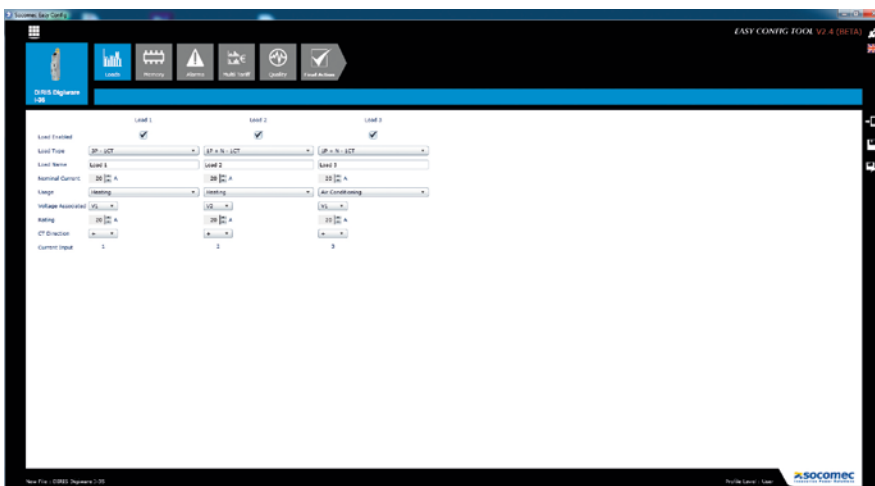 Socomec Easy Config
EASY CONFIG TOOL V2.4 (BETA)
Loads Memory Alarms Multi Tariff Quality
DIRIS Digiware
I-35
Load 1 Load 2 Load 3
Load Enabled
Load Type 3P - 1CT 1P + N - 1CT 1P + N - 1CT
Load Name Load 1 Load 2 Load 3
Nominal Current 20 A 20 A 20 A
Usage Heating Heating Air Conditioning
Voltage Associated V1 V2 V1
Rating 20 A 20 A 20 A
CT Direction + + +
Current Input 1 2 3
New File : DIRIS Digiware I-35
Profile Level : User
socomec
Innovative Power Solutions